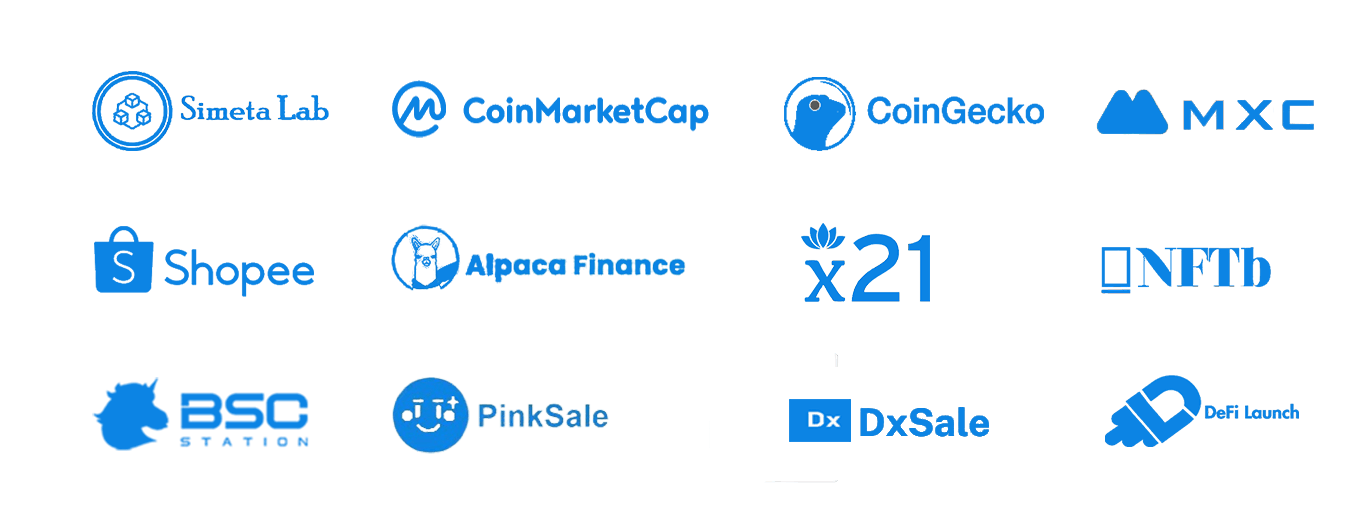 Simeta Lab
CoinMarketCap
CoinGecko
MXC
S
Shopee
Alpaca Finance
x21
NFTb
BSC
STATION
PinkSale
Dx
DxSale
DeFi Launch